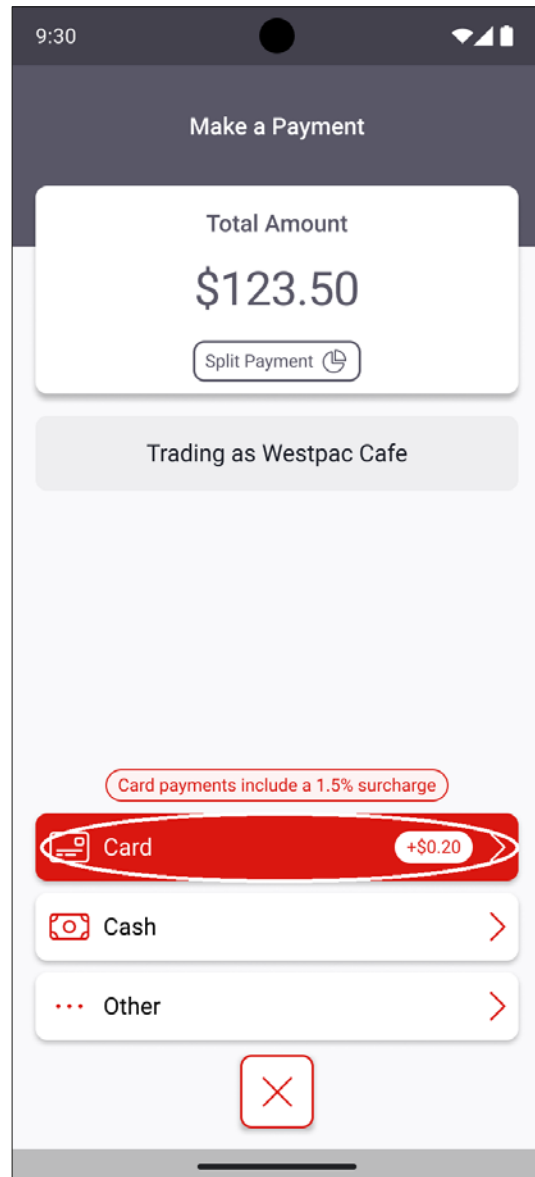 9:30
Make a Payment
Total Amount
$123.50
Split Payment
Trading as Westpac Cafe
Card payments include a 1.5% surcharge
Card +$0.20
Cash
Other